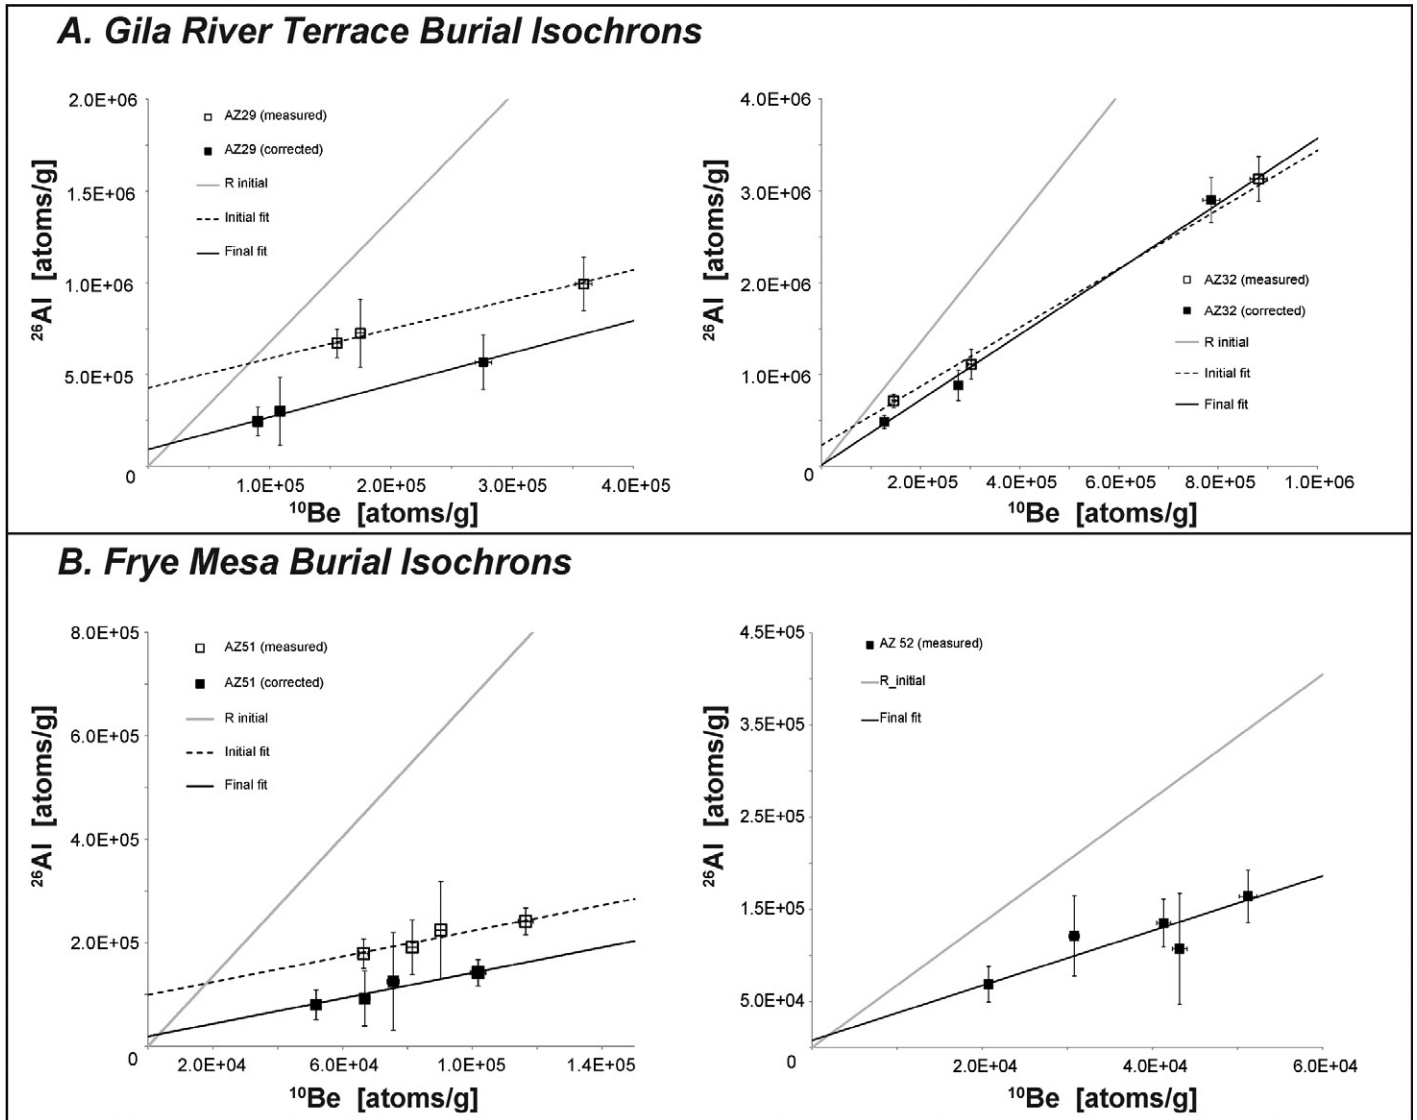 A. Gila River Terrace Burial Isochrons
2.0E+06
1.5E+06
1.0E+06
5.0E+05
0
²⁶Al [atoms/g]
AZ29 (measured)
AZ29 (corrected)
R initial
Initial fit
Final fit
1.0E+05 2.0E+05 3.0E+05 4.0E+05
¹⁰Be [atoms/g]
4.0E+06
3.0E+06
2.0E+06
1.0E+06
0
²⁶Al [atoms/g]
AZ32 (measured)
AZ32 (corrected)
R initial
Initial fit
Final fit
2.0E+05 4.0E+05 6.0E+05 8.0E+05 1.0E+06
¹⁰Be [atoms/g]
B. Frye Mesa Burial Isochrons
8.0E+05
6.0E+05
4.0E+05
2.0E+05
0
²⁶Al [atoms/g]
AZ51 (measured)
AZ51 (corrected)
R initial
Initial fit
Final fit
2.0E+04 6.0E+04 1.0E+05 1.4E+05
¹⁰Be [atoms/g]
4.5E+05
3.5E+05
2.5E+05
1.5E+05
5.0E+04
0
²⁶Al [atoms/g]
AZ 52 (measured)
R_initial
Final fit
2.0E+04 4.0E+04 6.0E+04
¹⁰Be [atoms/g]